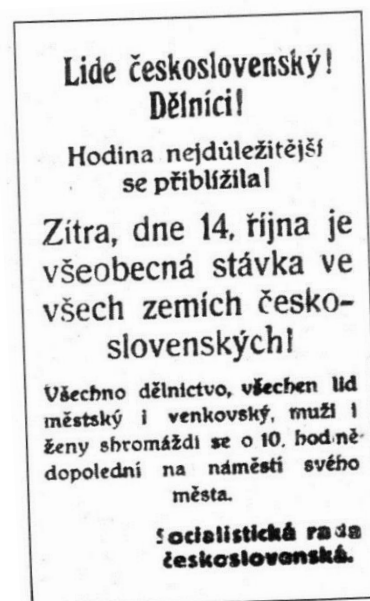 Lide československý!
Dělníci!
Hodina nejdůležitější
se přiblížila!
Zítra, dne 14. října je
všeobecná stávka ve
všech zemích česko-
slovenských!
Všechno dělnictvo, všechen lid
městský i venkovský, muži i
ženy shromáždí se o 10. hod. ně-
dopolední na náměstí svého
města.
Socialistická rada
československá.